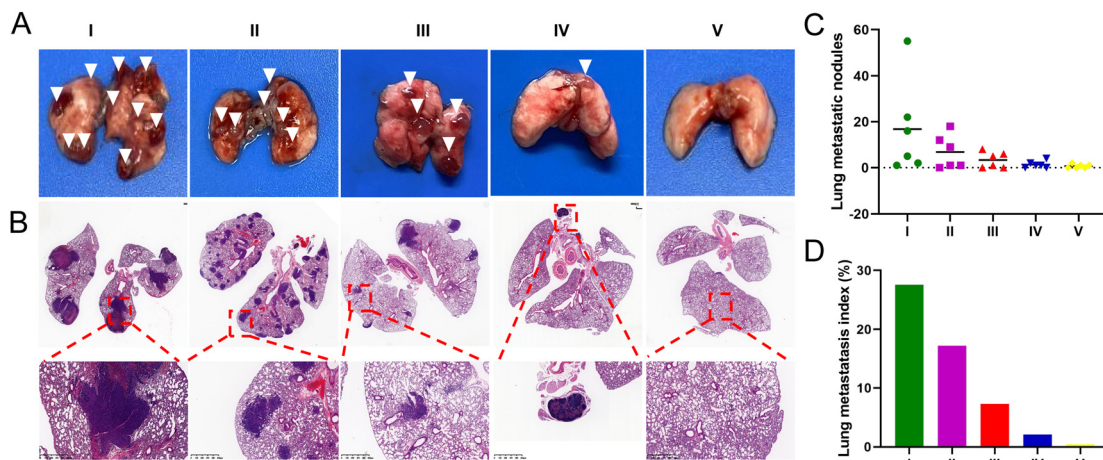 A
I II III IV V
B
C
Lung metastatic nodules
60
40
20
0
-20
I II III IV V
D
Lung metastatastasis index (%)
30
20
10
0